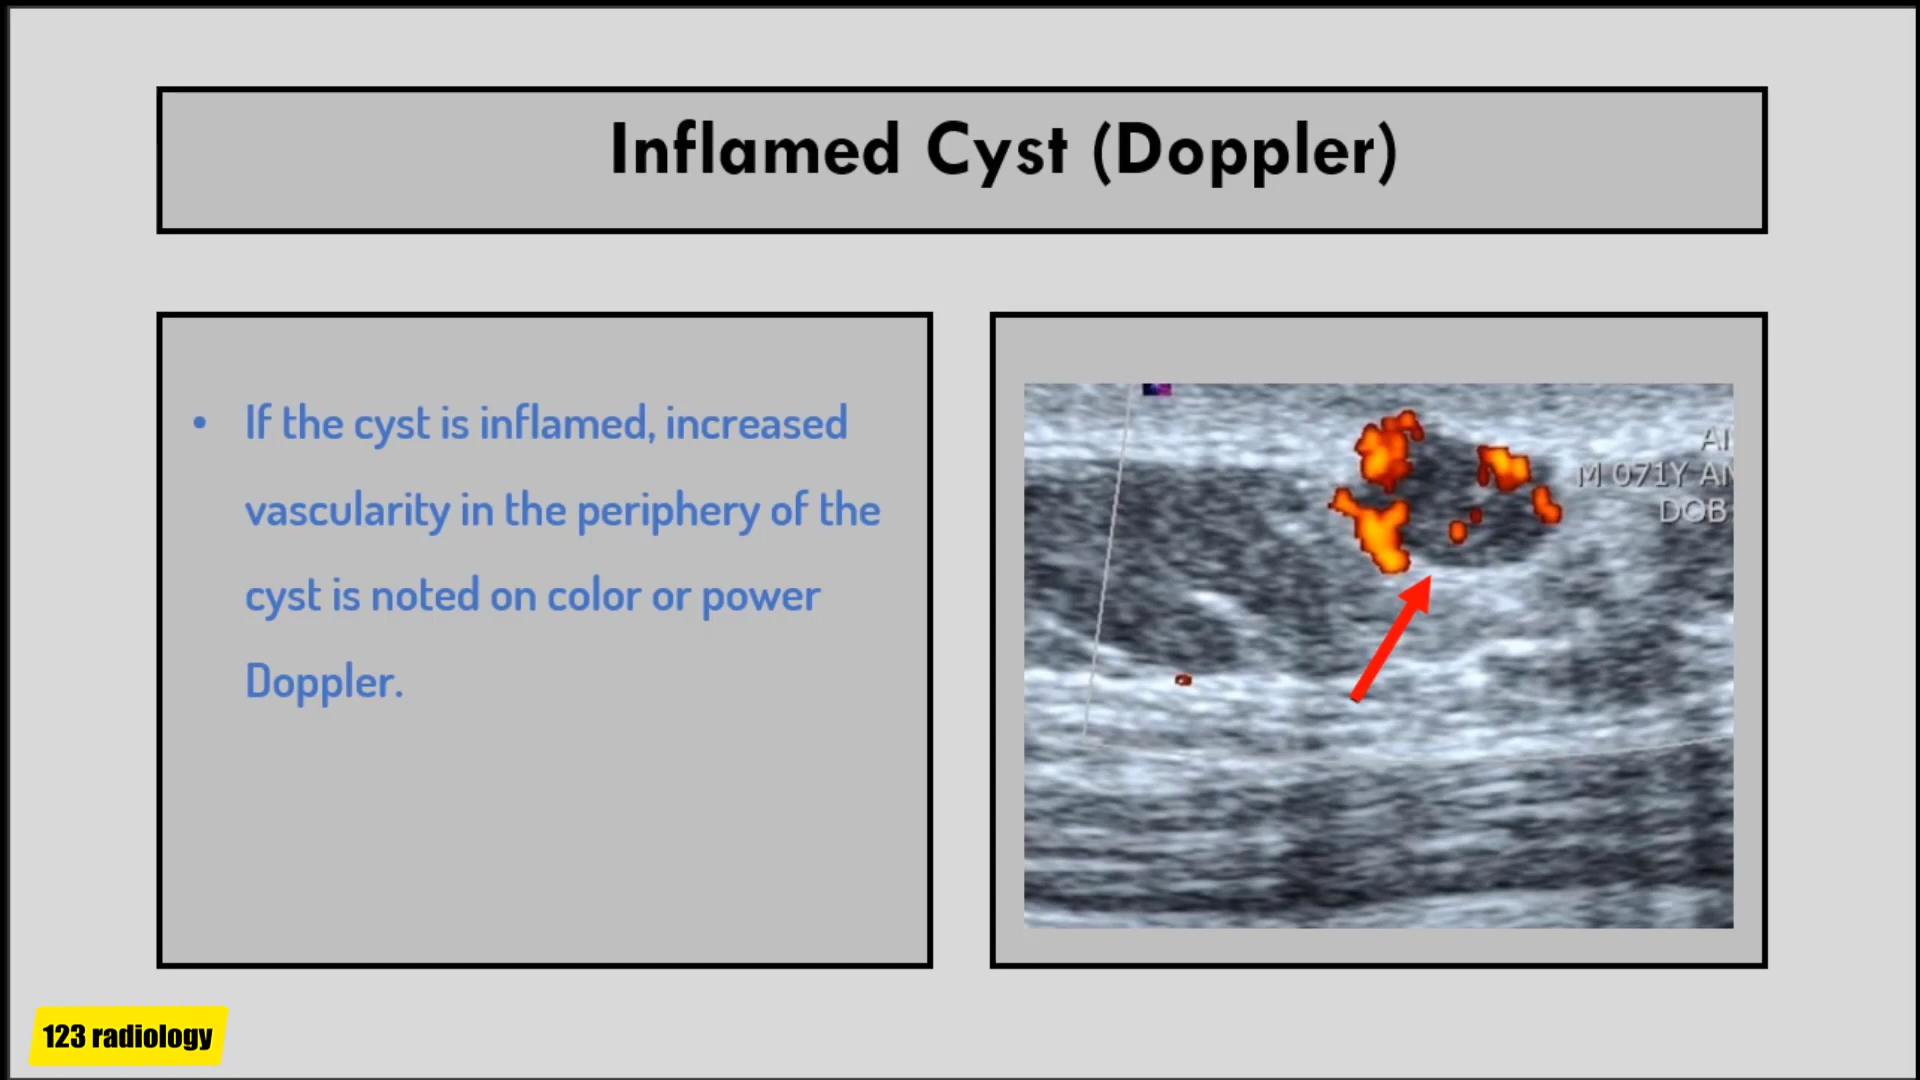 Inflamed Cyst (Doppler)
• If the cyst is inflamed, increased
vascularity in the periphery of the
cyst is noted on color or power
Doppler.
M 071Y
DOB
123 radiology